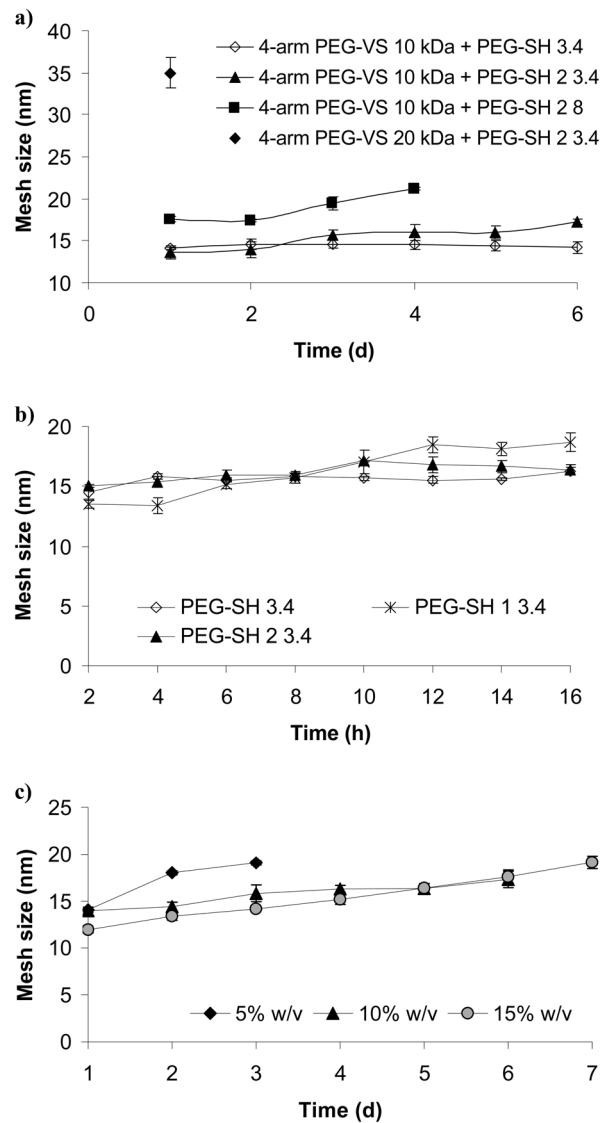 a)
40
35
30
25
20
15
10
Mesh size (nm)
4-arm PEG-VS 10 kDa + PEG-SH 3.4
4-arm PEG-VS 10 kDa + PEG-SH 2 3.4
4-arm PEG-VS 10 kDa + PEG-SH 2 8
4-arm PEG-VS 20 kDa + PEG-SH 2 3.4
0 2 4 6
Time (d)
b)
20
15
10
5
0
Mesh size (nm)
PEG-SH 3.4
PEG-SH 1 3.4
PEG-SH 2 3.4
2 4 6 8 10 12 14 16
Time (h)
c)
25
20
15
10
5
0
Mesh size (nm)
5% w/v 10% w/v 15% w/v
1 2 3 4 5 6 7
Time (d)